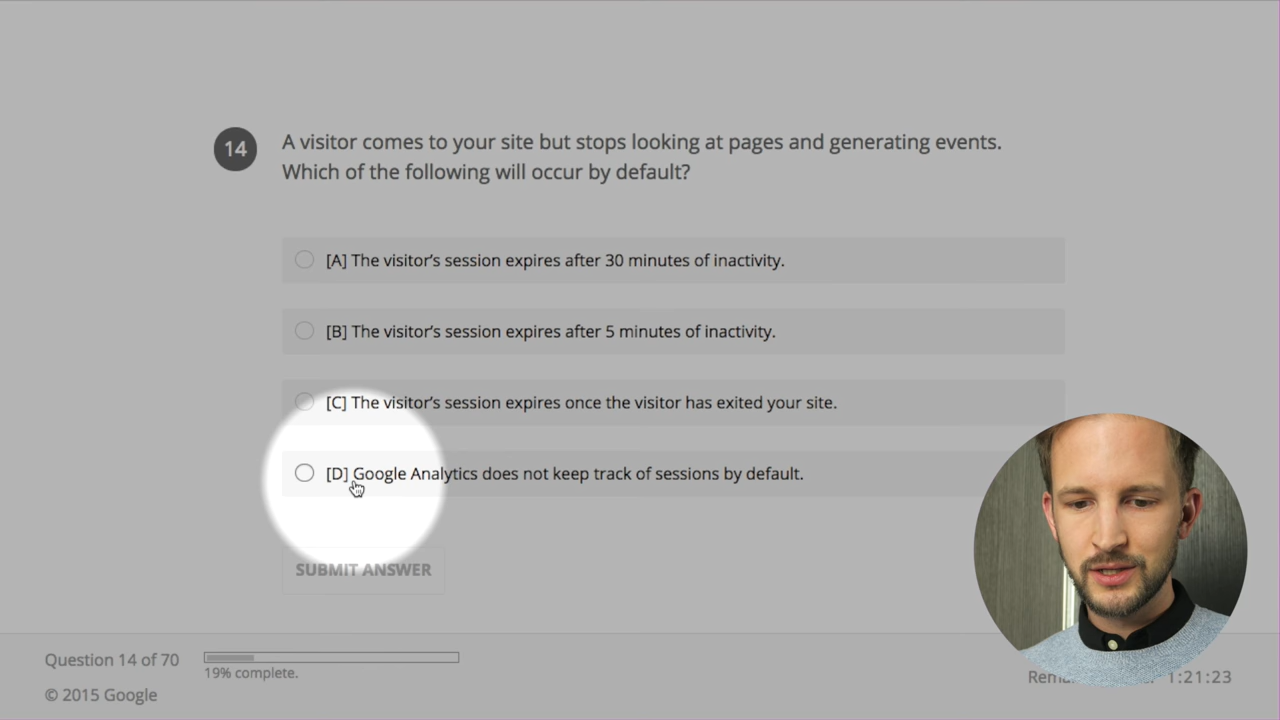 14
A visitor comes to your site but stops looking at pages and generating events.
Which of the following will occur by default?
[A] The visitor’s session expires after 30 minutes of inactivity.
[B] The visitor’s session expires after 5 minutes of inactivity.
[C] The visitor’s session expires once the visitor has exited your site.
[D] Google Analytics does not keep track of sessions by default.
SUBMIT ANSWER
Question 14 of 70
19% complete.
© 2015 Google
1:21:23